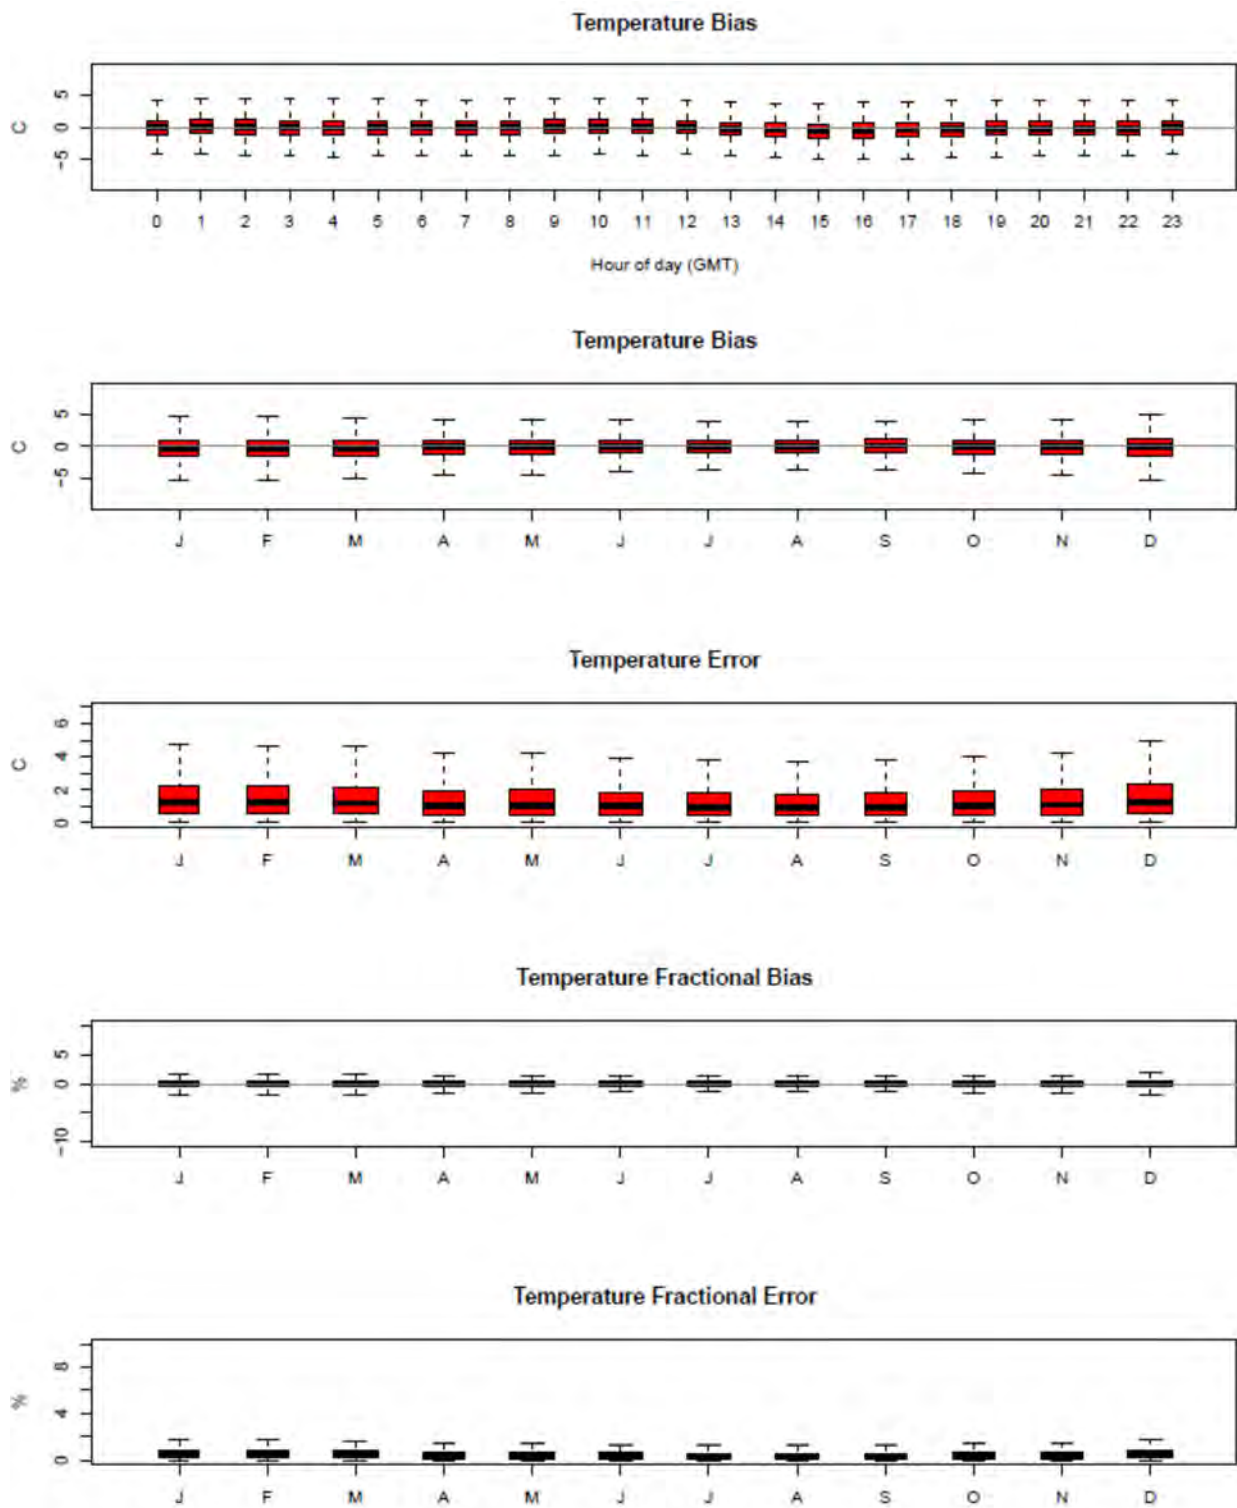 Temperature Bias
C
5
0
−5
0 1 2 3 4 5 6 7 8 9 10 11 12 13 14 15 16 17 18 19 20 21 22 23
Hour of day (GMT)
Temperature Bias
C
5
0
−5
J F M A M J J A S O N D
Temperature Error
C
6
4
2
0
J F M A M J J A S O N D
Temperature Fractional Bias
%
5
0
−10
J F M A M J J A S O N D
Temperature Fractional Error
%
8
4
0
J F M A M J J A S O N D